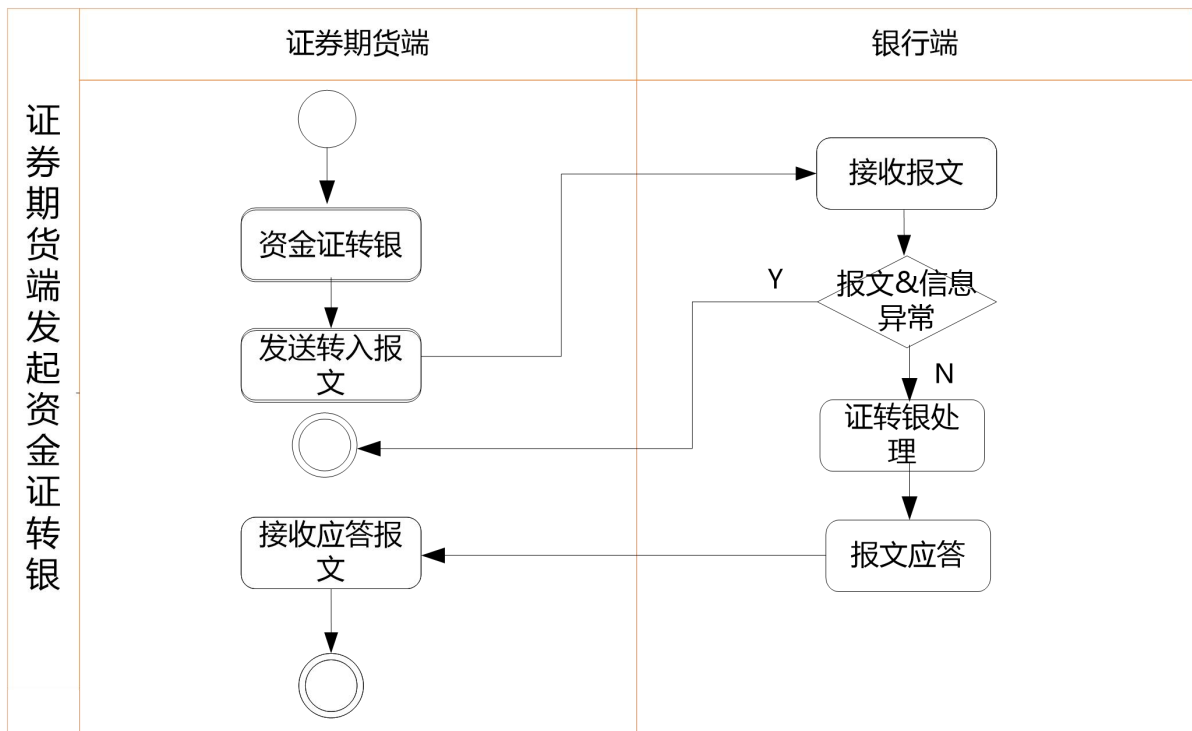 证券期货端发起资金证转银
证券期货端
银行端
资金证转银
发送转入报
文
接收报文
报文&信息
异常
Y
N
证转银处
理
报文应答
接收应答报
文